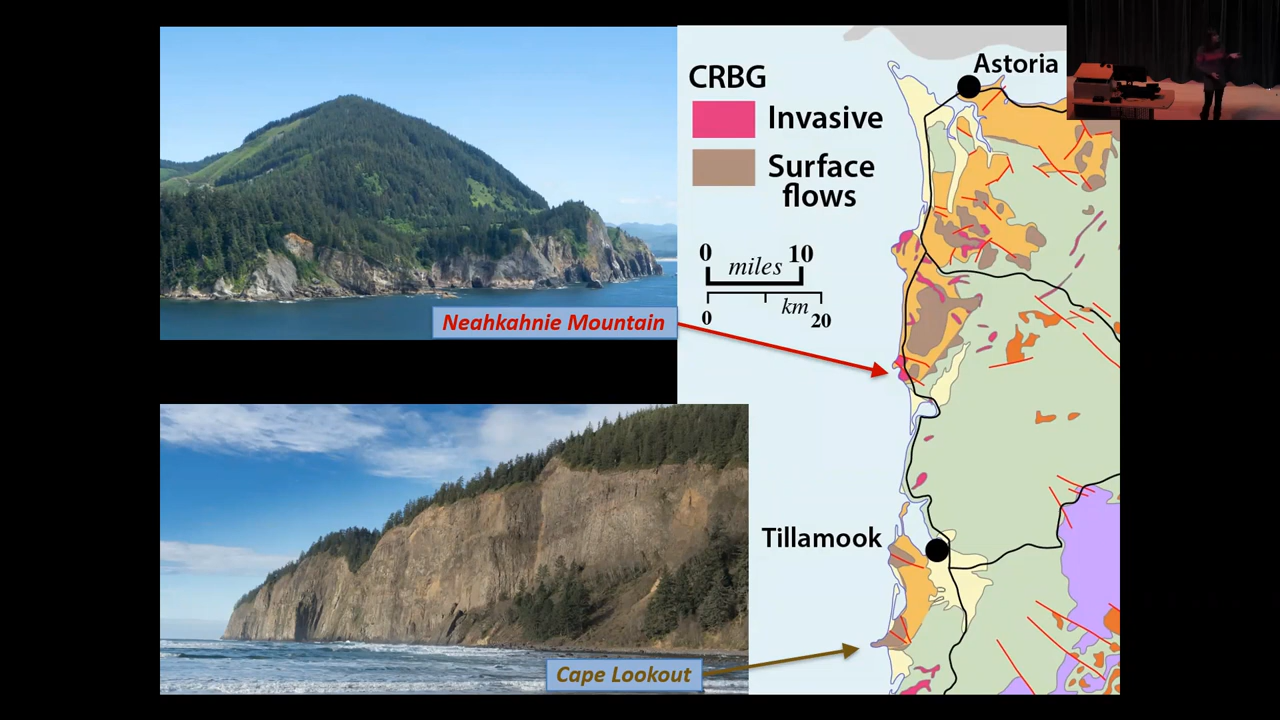 CRBG
Invasive
Surface
flows
0 10
miles
km
0 20
Astoria
Neahkahnie Mountain
Tillamook
Cape Lookout